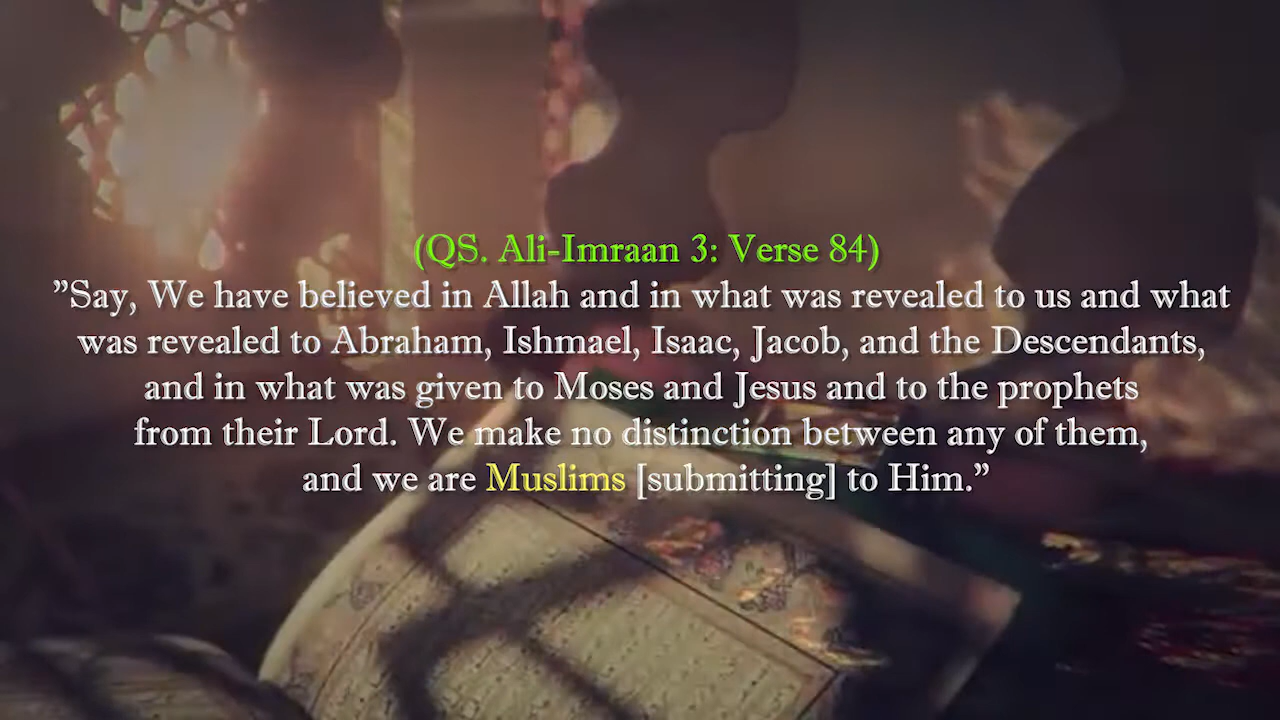 (QS. Ali-Imraan 3: Verse 84)
”Say, We have believed in Allah and in what was revealed to us and what
was revealed to Abraham, Ishmael, Isaac, Jacob, and the Descendants,
and in what was given to Moses and Jesus and to the prophets
from their Lord. We make no distinction between any of them,
and we are Muslims [submitting] to Him.”